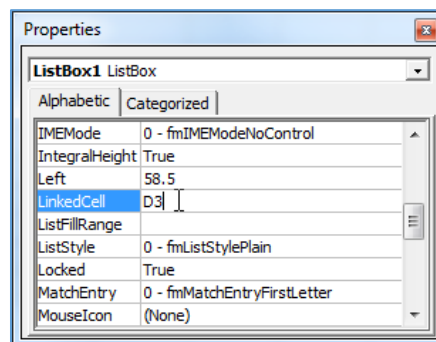 Properties
ListBox1 ListBox
Alphabetic Categorized
IMEMode 0 - fmIMEModeNoControl
IntegralHeight True
Left 58.5
LinkedCell D3
ListFillRange
ListStyle 0 - fmListStylePlain
Locked True
MatchEntry 0 - fmMatchEntryFirstLetter
MouseIcon (None)